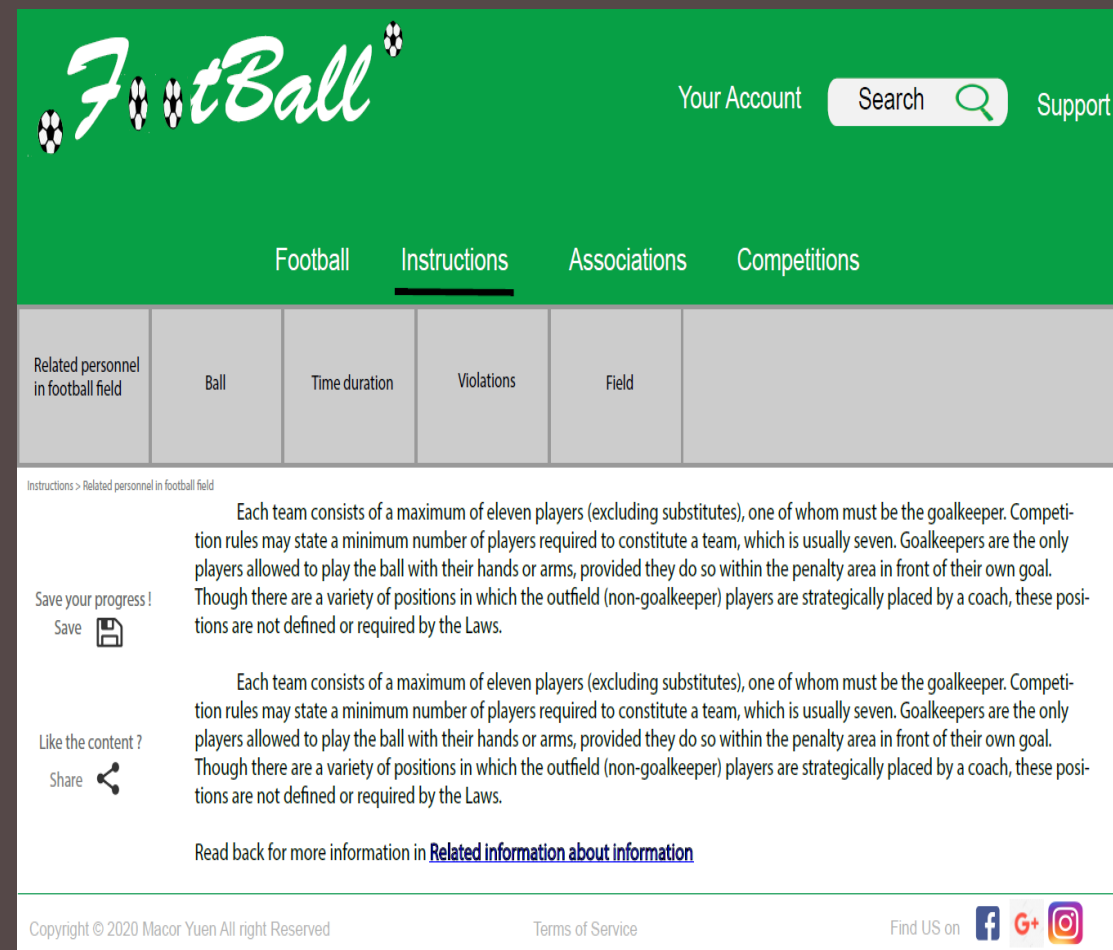 FootBall
Your Account
Search
Support
Football
Instructions
Associations
Competitions
Related personnel
in football field
Ball
Time duration
Violations
Field
Instructions > Related personnel in football field
Each team consists of a maximum of eleven players (excluding substitutes), one of whom must be the goalkeeper. Competi-
tion rules may state a minimum number of players required to constitute a team, which is usually seven. Goalkeepers are the only
players allowed to play the ball with their hands or arms, provided they do so within the penalty area in front of their own goal.
Though there are a variety of positions in which the outfield (non-goalkeeper) players are strategically placed by a coach, these posi-
tions are not defined or required by the Laws.
Save your progress !
Save
Each team consists of a maximum of eleven players (excluding substitutes), one of whom must be the goalkeeper. Competi-
tion rules may state a minimum number of players required to constitute a team, which is usually seven. Goalkeepers are the only
players allowed to play the ball with their hands or arms, provided they do so within the penalty area in front of their own goal.
Though there are a variety of positions in which the outfield (non-goalkeeper) players are strategically placed by a coach, these posi-
tions are not defined or required by the Laws.
Like the content ?
Share
Read back for more information in Related information about information
Copyright © 2020 Macor Yuen All right Reserved
Terms of Service
Find US on
f
G+